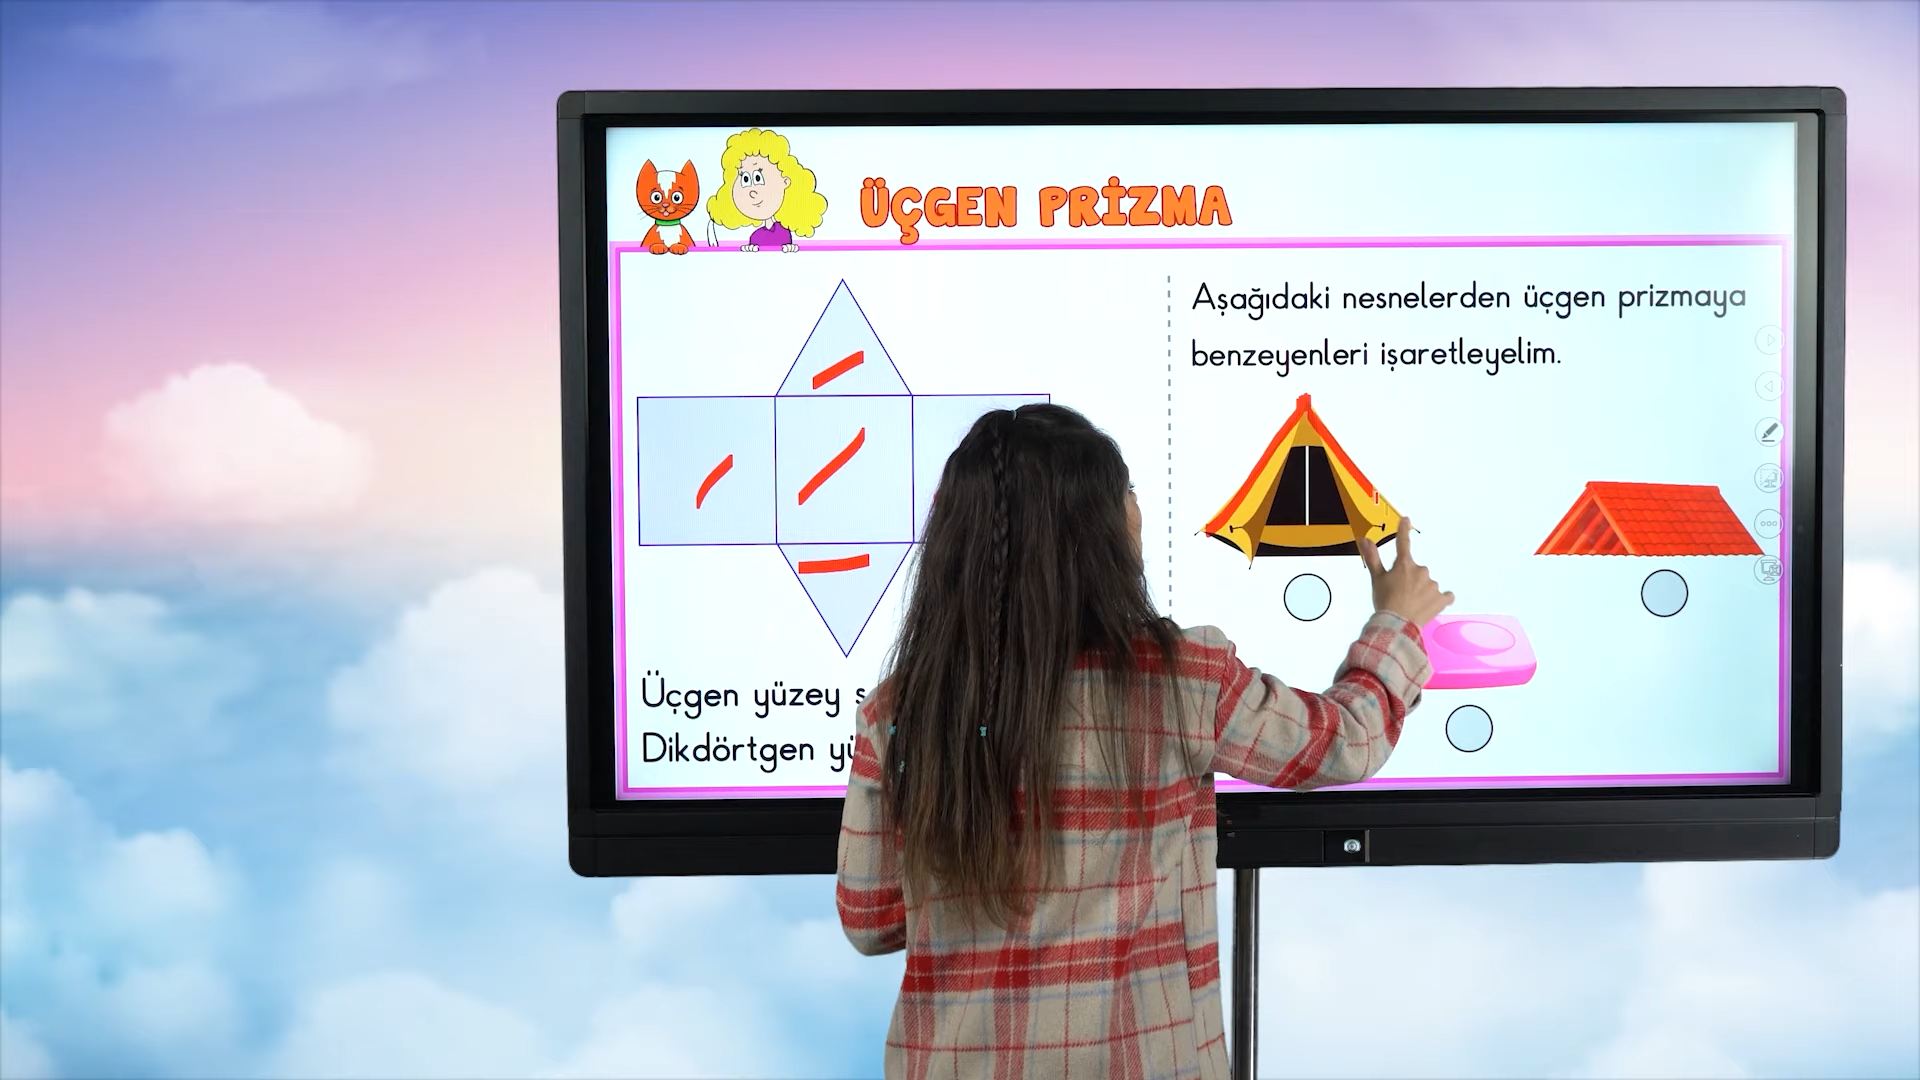 ÜÇGEN PRİZMA
Aşağıdaki nesnelerden üçgen prizmaya
benzeyenleri işaretleyelim.
Üçgen yüzey
Dikdörtgen